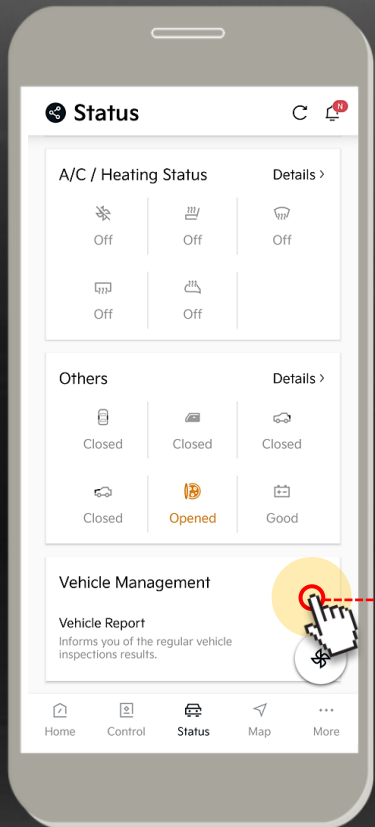 Status
N
A/C / Heating Status Details >
Off Off Off
Off Off
Others Details >
Closed Closed Closed
Closed Opened Good
Vehicle Management
Vehicle Report
Informs you of the regular vehicle
inspections results.
Home Control Status Map More